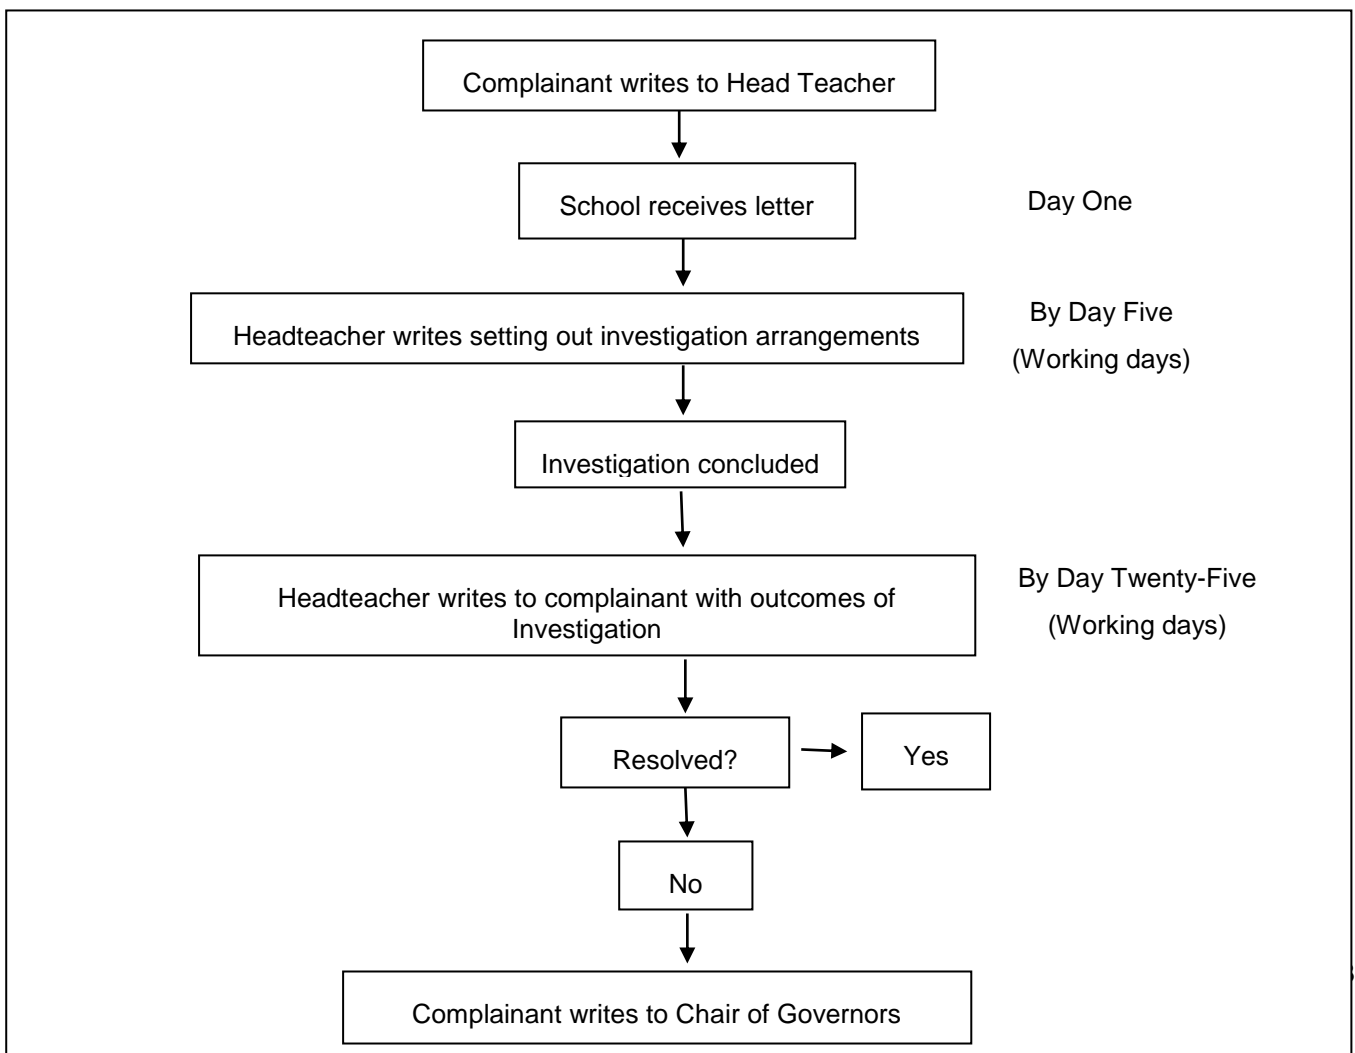 Complainant writes to Head Teacher
School receives letter
Day One
Headteacher writes setting out investigation arrangements
By Day Five
(Working days)
Investigation concluded
Headteacher writes to complainant with outcomes of
Investigation
By Day Twenty-Five
(Working days)
Resolved?
Yes
No
Complainant writes to Chair of Governors